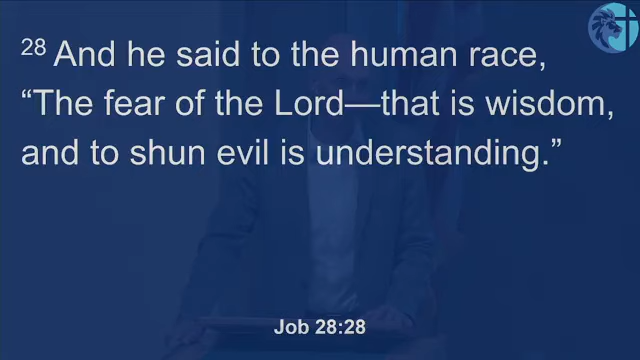 28 And he said to the human race,
“The fear of the Lord—that is wisdom,
and to shun evil is understanding.”
Job 28:28